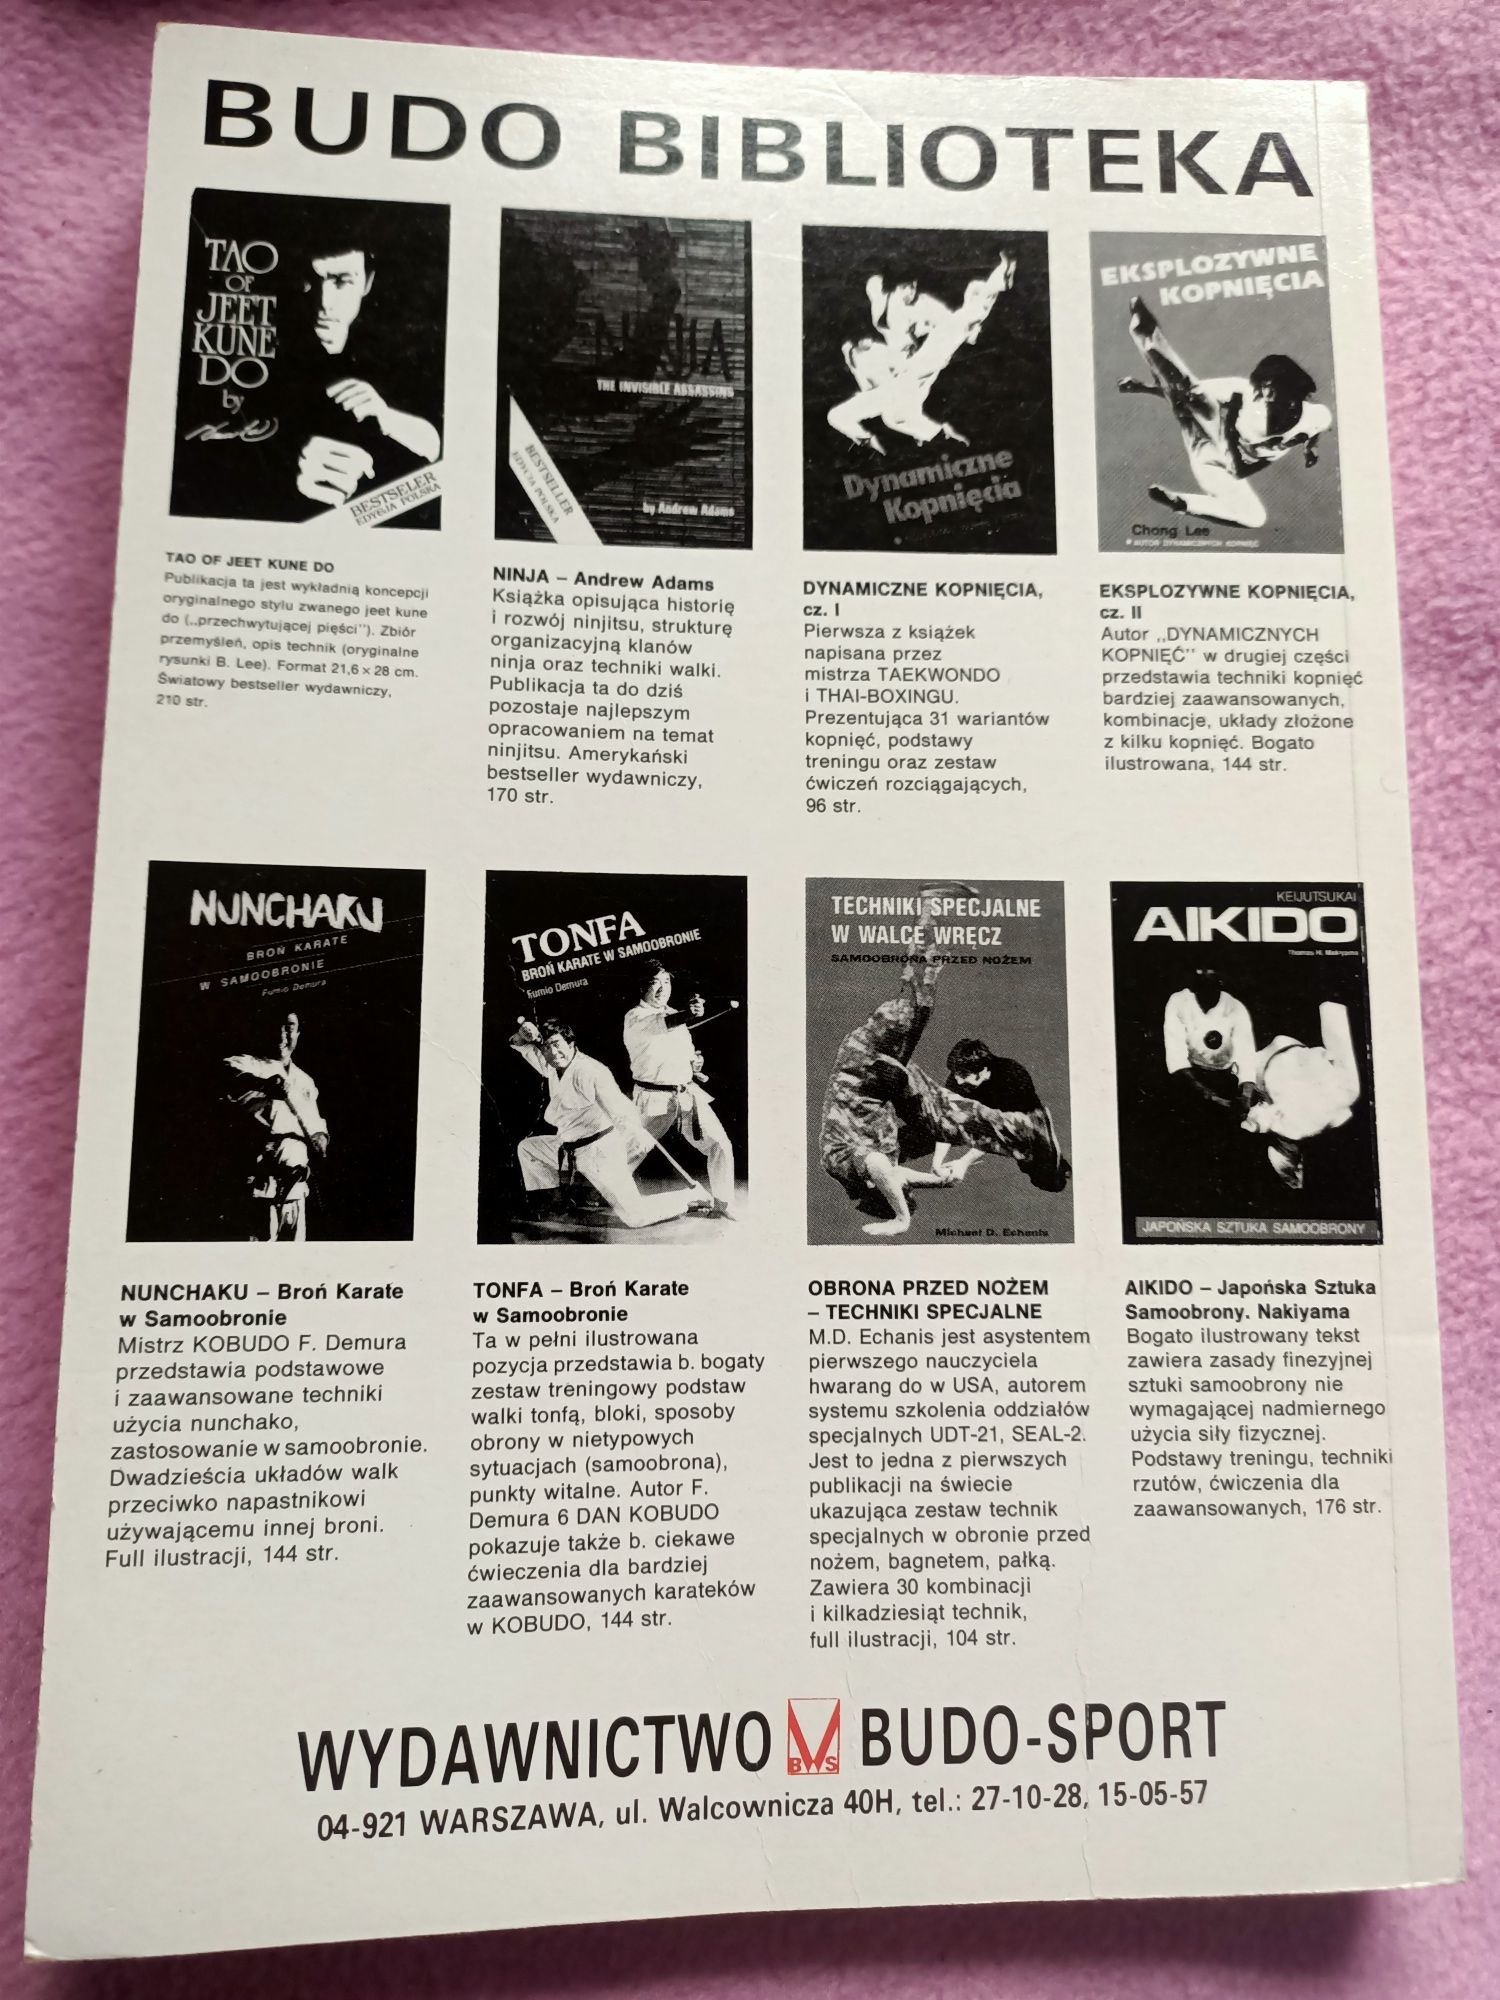 BUDO BIBLIOTEKA
TAO
OF
JEET
KUNE
DO
by
BESTSELER
EDYCJA POLSKA
TAO OF JEET KUNE DO
Publikacja ta jest wykładnią koncepcji
oryginalnego stylu zwanego jeet kune
do („przechwytującej pięści"). Zbiór
przemyśleń, opis technik (oryginalne
rysunki B. Lee). Format 21,6 × 28 cm.
Światowy bestseller wydawniczy,
210 str.
NINJA
THE INVISIBLE ASSASSINS
BESTSELLER
EDYCJA POLSKA
by Andrew Adams
NINJA – Andrew Adams
Książka opisująca historię
i rozwój ninjitsu, strukturę
organizacyjną klanów
ninja oraz techniki walki.
Publikacja ta do dziś
pozostaje najlepszym
opracowaniem na temat
ninjitsu. Amerykański
bestseller wydawniczy,
170 str.
Dynamiczne
Kopnięcia
DYNAMICZNE KOPNIĘCIA,
cz. I
Pierwsza z książek
napisana przez
mistrza TAEKWONDO
i THAI-BOXINGU.
Prezentująca 31 wariantów
kopnięć, podstawy
treningu oraz zestaw
ćwiczeń rozciągających,
96 str.
EKSPLOZYWNE
KOPNIĘCIA
Chong Lee
AUTOR DYNAMICZNYCH KOPNIĘĆ
EKSPLOZYWNE KOPNIĘCIA,
cz. II
Autor „DYNAMICZNYCH
KOPNIĘĆ" w drugiej części
przedstawia techniki kopnięć
bardziej zaawansowanych,
kombinacje, układy złożone
z kilku kopnięć. Bogato
ilustrowana, 144 str.
NUNCHAKU
BROŃ KARATE
W SAMOOBRONIE
Fumio Demura
NUNCHAKU – Broń Karate
w Samoobronie
Mistrz KOBUDO F. Demura
przedstawia podstawowe
i zaawansowane techniki
użycia nunchako,
zastosowanie w samoobronie.
Dwadzieścia układów walk
przeciwko napastnikowi
używającemu innej broni.
Full ilustracji, 144 str.
TONFA
BROŃ KARATE W SAMOOBRONIE
Fumio Demura
TONFA – Broń Karate
w Samoobronie
Ta w pełni ilustrowana
pozycja przedstawia b. bogaty
zestaw treningowy podstaw
walki tonfą, bloki, sposoby
obrony w nietypowych
sytuacjach (samoobrona),
punkty witalne. Autor F.
Demura 6 DAN KOBUDO
pokazuje także b. ciekawe
ćwieczenia dla bardziej
zaawansowanych karateków
w KOBUDO, 144 str.
TECHNIKI SPECJALNE
W WALCE WRĘCZ
SAMOOBRONA PRZED NOŻEM
Michael D. Echanis
OBRONA PRZED NOŻEM
– TECHNIKI SPECJALNE
M.D. Echanis jest asystentem
pierwszego nauczyciela
hwarang do w USA, autorem
systemu szkolenia oddziałów
specjalnych UDT-21, SEAL-2.
Jest to jedna z pierwszych
publikacji na świecie
ukazująca zestaw technik
specjalnych w obronie przed
nożem, bagnetem, pałką.
Zawiera 30 kombinacji
i kilkadziesiąt technik,
full ilustracji, 104 str.
KEIJUTSUKAI
AIKIDO
Thomas H. Makiyama
JAPOŃSKA SZTUKA SAMOOBRONY
AIKIDO – Japońska Sztuka
Samoobrony. Nakiyama
Bogato ilustrowany tekst
zawiera zasady finezyjnej
sztuki samoobrony nie
wymagającej nadmiernego
użycia siły fizycznej.
Podstawy treningu, techniki
rzutów, ćwiczenia dla
zaawansowanych, 176 str.
WYDAWNICTWO BWS BUDO-SPORT
04-921 WARSZAWA, ul. Walcownicza 40H, tel.: 27-10-28, 15-05-57